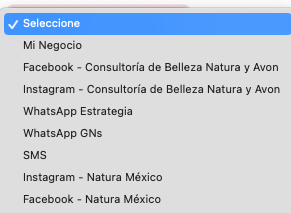 Seleccione
Mi Negocio
Facebook - Consultoría de Belleza Natura y Avon
Instagram - Consultoría de Belleza Natura y Avon
WhatsApp Estrategia
WhatsApp GNs
SMS
Instagram - Natura México
Facebook - Natura México